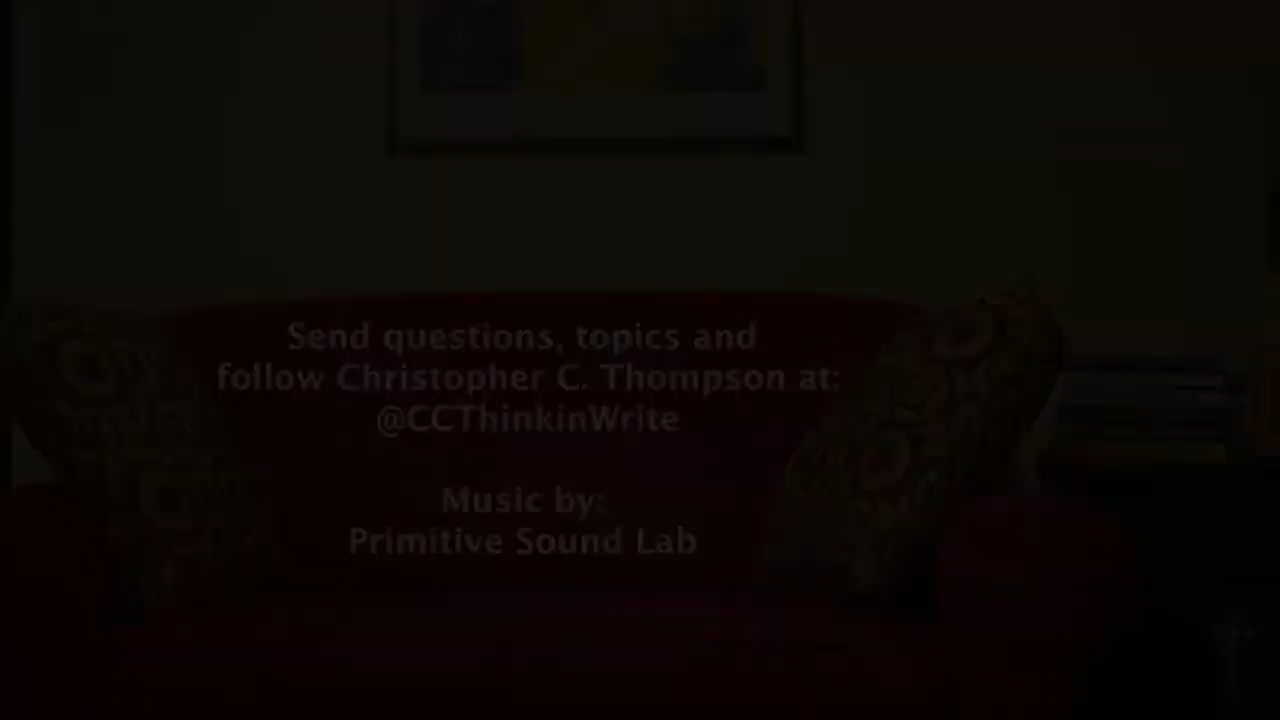 Send questions, topics and
follow Christopher C. Thompson at:
@CCThinkinWrite
Music by:
Primitive Sound Lab